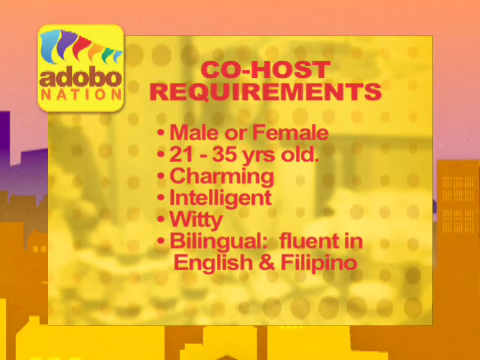 adobo
NATION
CO-HOST
REQUIREMENTS
• Male or Female
• 21 - 35 yrs old.
• Charming
• Intelligent
• Witty
• Bilingual: fluent in
English & Filipino